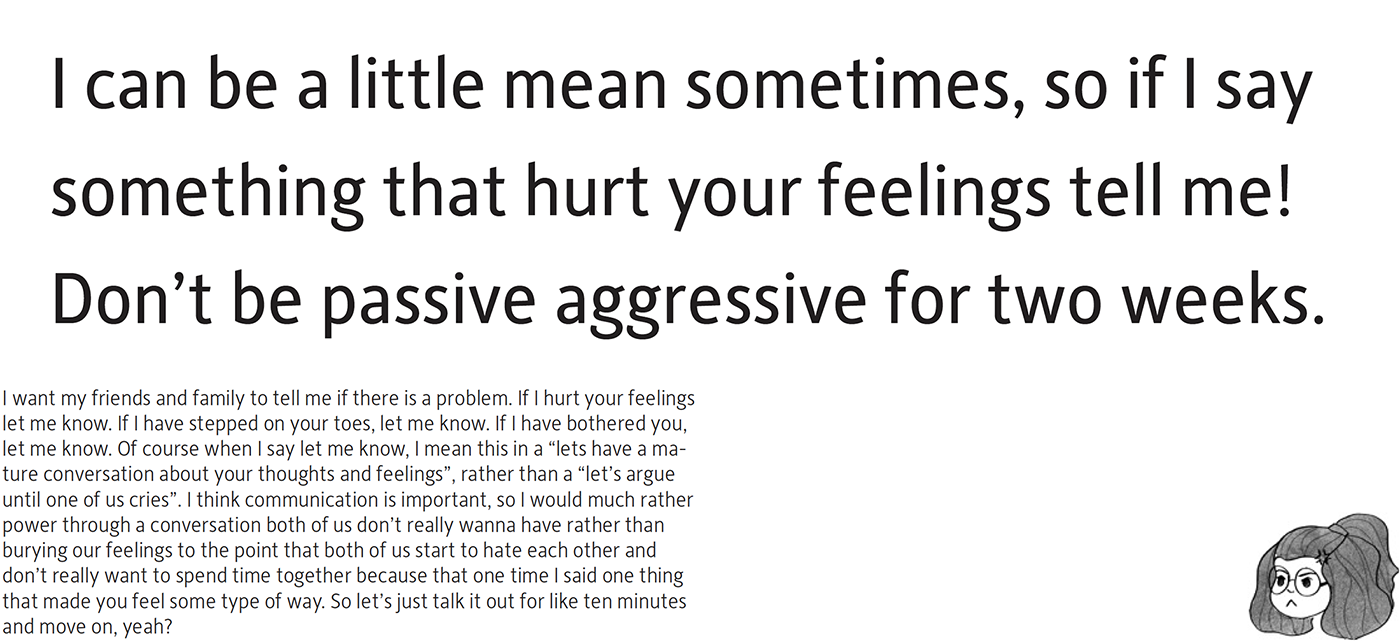 I can be a little mean sometimes, so if I say
something that hurt your feelings tell me!
Don’t be passive aggressive for two weeks.
I want my friends and family to tell me if there is a problem. If I hurt your feelings
let me know. If I have stepped on your toes, let me know. If I have bothered you,
let me know. Of course when I say let me know, I mean this in a “lets have a ma-
ture conversation about your thoughts and feelings”, rather than a “let’s argue
until one of us cries”. I think communication is important, so I would much rather
power through a conversation both of us don’t really wanna have rather than
burying our feelings to the point that both of us start to hate each other and
don’t really want to spend time together because that one time I said one thing
that made you feel some type of way. So let’s just talk it out for like ten minutes
and move on, yeah?